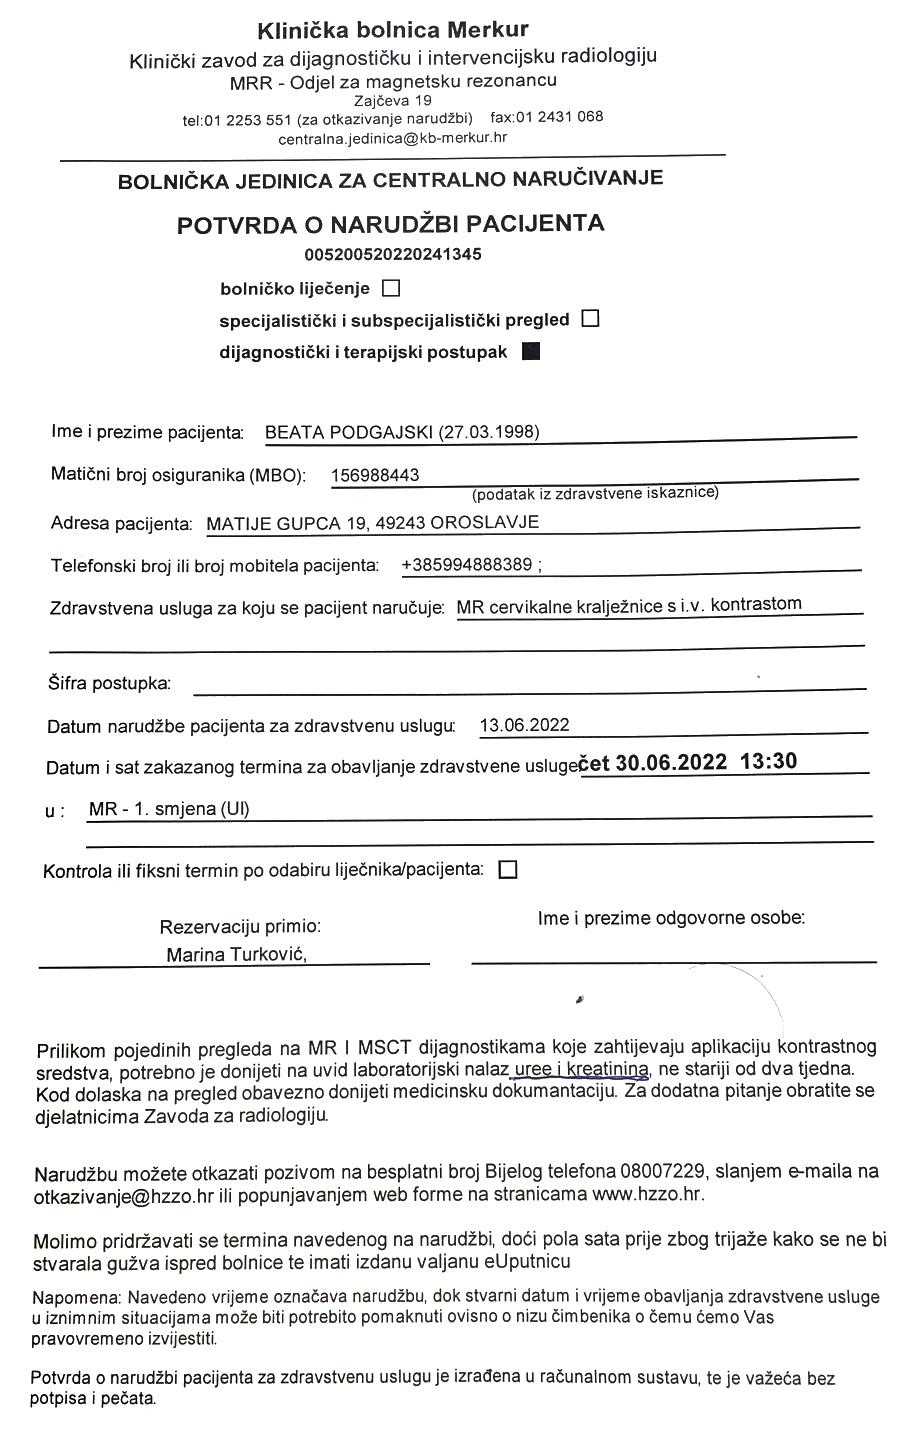 Klinička bolnica Merkur
Klinički zavod za dijagnostičku i intervencijsku radiologiju
MRR - Odjel za magnetsku rezonancu
Zajčeva 19
tel:01 2253 551 (za otkazivanje narudžbi) fax:01 2431 068
centralna.jedinica@kb-merkur.hr
BOLNIČKA JEDINICA ZA CENTRALNO NARUČIVANJE
POTVRDA O NARUDŽBI PACIJENTA
005200520220241345
bolničko liječenje
specijalistički i subspecijalistički pregled
dijagnostički i terapijski postupak
Ime i prezime pacijenta: BEATA PODGAJSKI (27.03.1998)
Matični broj osiguranika (MBO): 156988443
(podatak iz zdravstvene iskaznice)
Adresa pacijenta: MATIJE GUPCA 19, 49243 OROSLAVJE
Telefonski broj ili broj mobitela pacijenta: +385994888389 ;
Zdravstvena usluga za koju se pacijent naručuje: MR cervikalne kralježnice s i.v. kontrastom
Šifra postupka:
Datum narudžbe pacijenta za zdravstvenu uslugu: 13.06.2022
Datum i sat zakazanog termina za obavljanje zdravstvene usluge čet 30.06.2022 13:30
u : MR - 1. smjena (UI)
Kontrola ili fiksni termin po odabiru liječnika/pacijenta:
Rezervaciju primio: Ime i prezime odgovorne osobe:
Marina Turković,
Prilikom pojedinih pregleda na MR I MSCT dijagnostikama koje zahtijevaju aplikaciju kontrastnog
sredstva, potrebno je donijeti na uvid laboratorijski nalaz uree i kreatinina, ne stariji od dva tjedna.
Kod dolaska na pregled obavezno donijeti medicinsku dokumentaciju. Za dodatna pitanje obratite se
djelatnicima Zavoda za radiologiju.
Narudžbu možete otkazati pozivom na besplatni broj Bijelog telefona 08007229, slanjem e-maila na
otkazivanje@hzzo.hr ili popunjavanjem web forme na stranicama www.hzzo.hr.
Molimo pridržavati se termina navedenog na narudžbi, doći pola sata prije zbog trijaže kako se ne bi
stvarala gužva ispred bolnice te imati izdanu valjanu eUputnicu
Napomena: Navedeno vrijeme označava narudžbu, dok stvarni datum i vrijeme obavljanja zdravstvene usluge
u iznimnim situacijama može biti potrebito pomaknuti ovisno o nizu čimbenika o čemu ćemo Vas
pravovremeno izvijestiti.
Potvrda o narudžbi pacijenta za zdravstvenu uslugu je izrađena u računalnom sustavu, te je važeća bez
potpisa i pečata.